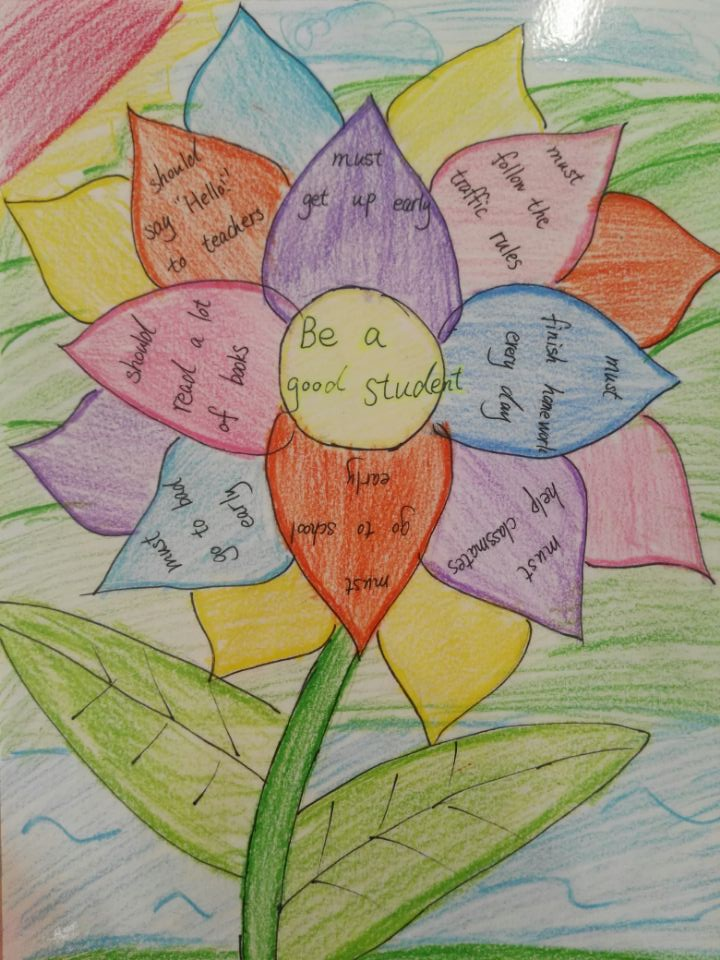 Be a
good student
must
get up early
must
follow the
traffic rules
must
finish homework
every day
must
help classmates
must
go to school
early
must
go to bad
early
should
read a lot
of books
should
say "Hello!"
to teachers